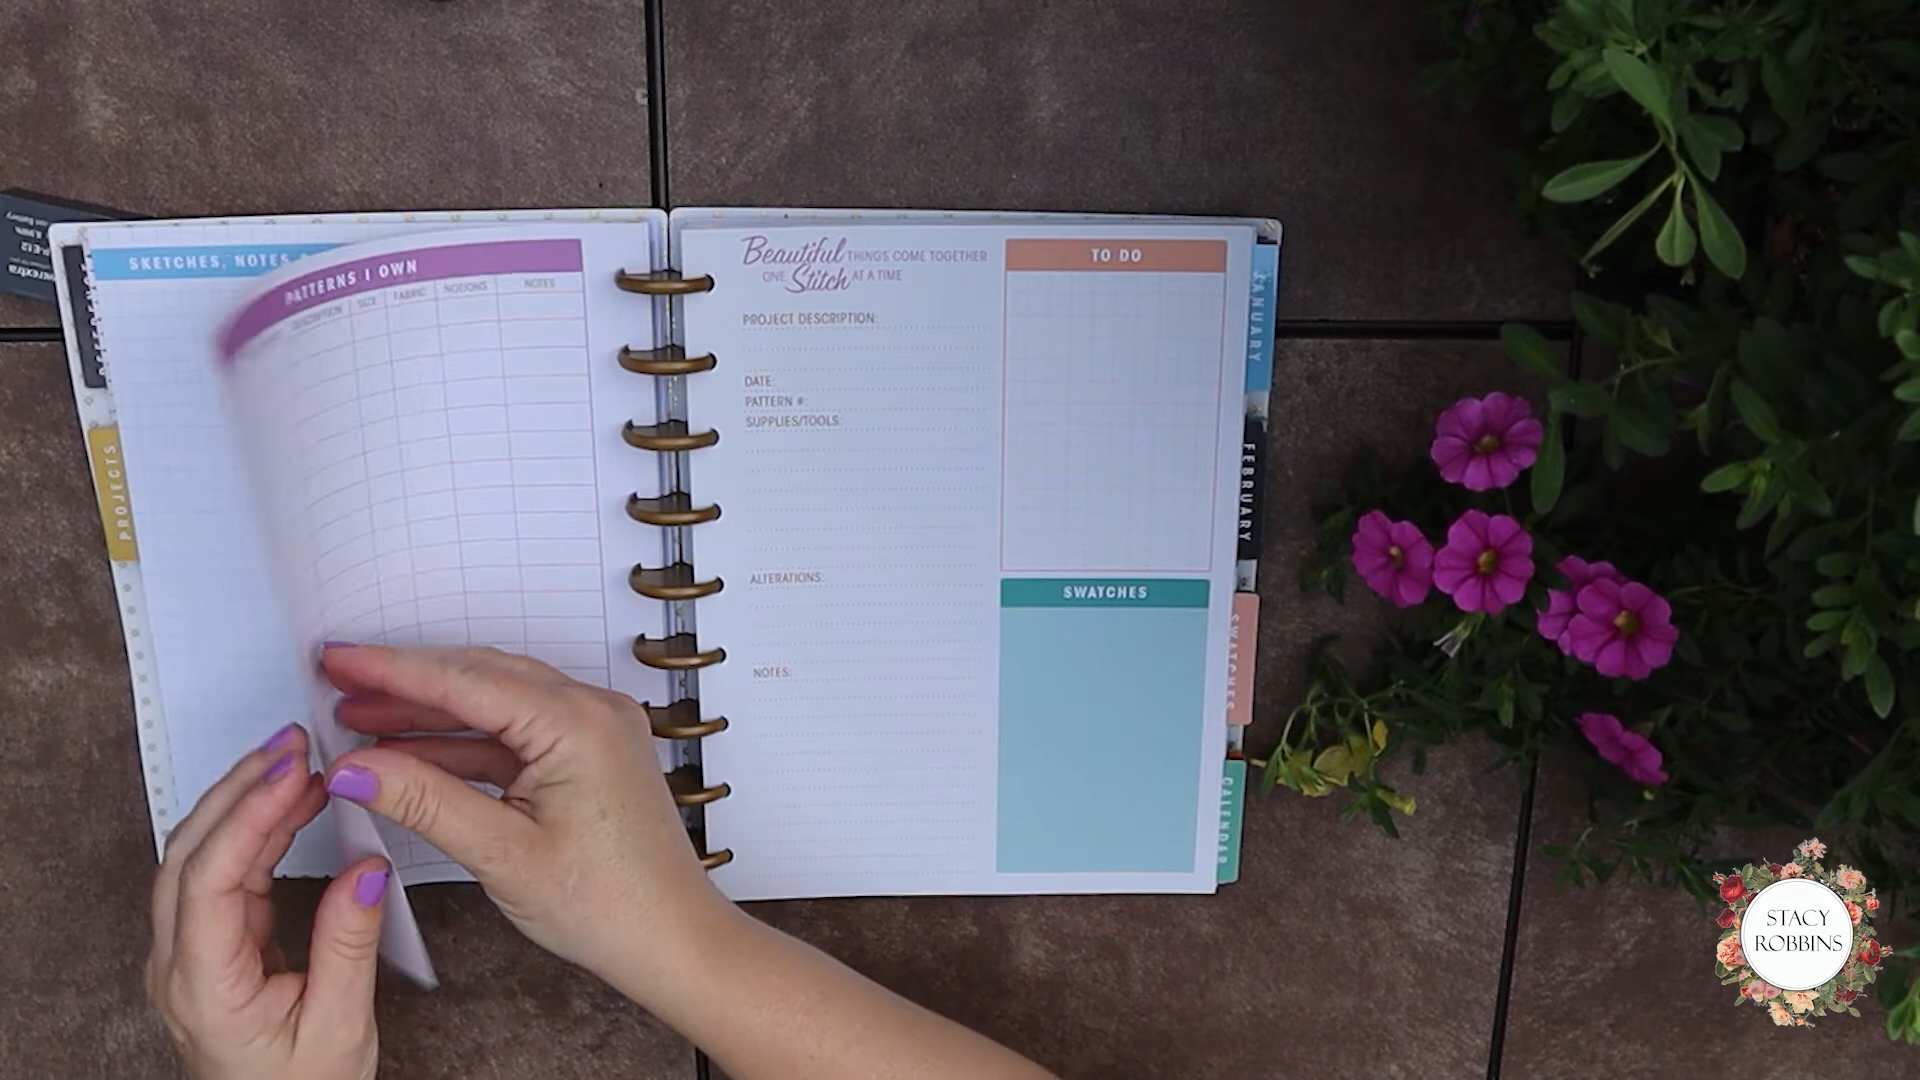 SKETCHES, NOTES
PATTERNS I OWN
DESCRIPTION SIZE FABRIC NOTIONS NOTES
PROJECTS
Beautiful THINGS COME TOGETHER
ONE Stitch AT A TIME
PROJECT DESCRIPTION:
DATE:
PATTERN #:
SUPPLIES/TOOLS:
ALTERATIONS:
NOTES:
TO DO
SWATCHES
JANUARY
FEBRUARY
SWATCHES
CALENDAR
STACY
ROBBINS